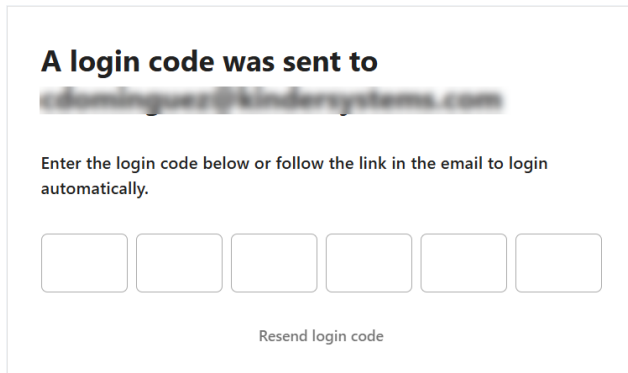 A login code was sent to
Enter the login code below or follow the link in the email to login
automatically.
Resend login code